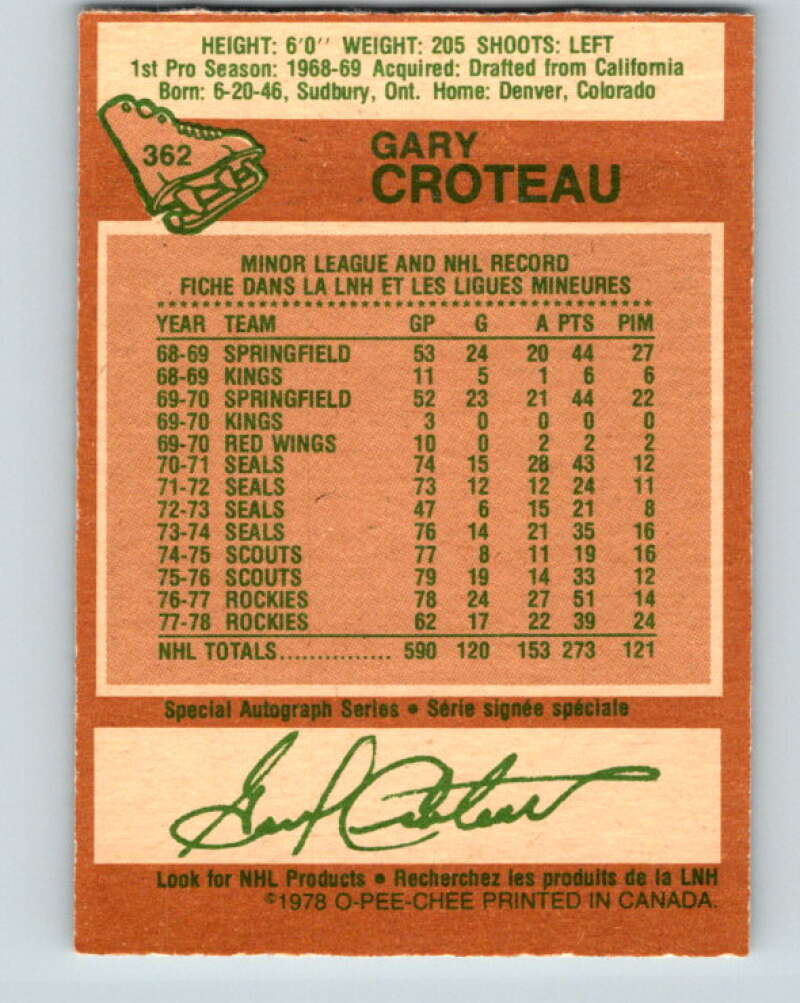 HEIGHT: 6'0'' WEIGHT: 205 SHOOTS: LEFT
1st Pro Season: 1968-69 Acquired: Drafted from California
Born: 6-20-46, Sudbury, Ont. Home: Denver, Colorado
362
GARY
CROTEAU
MINOR LEAGUE AND NHL RECORD
FICHE DANS LA LNH ET LES LIGUES MINEURES
YEAR TEAM GP G A PTS PIM
68-69 SPRINGFIELD 53 24 20 44 27
68-69 KINGS 11 5 1 6 6
69-70 SPRINGFIELD 52 23 21 44 22
69-70 KINGS 3 0 0 0 0
69-70 RED WINGS 10 0 2 2 2
70-71 SEALS 74 15 28 43 12
71-72 SEALS 73 12 12 24 11
72-73 SEALS 47 6 15 21 8
73-74 SEALS 76 14 21 35 16
74-75 SCOUTS 77 8 11 19 16
75-76 SCOUTS 79 19 14 33 12
76-77 ROCKIES 78 24 27 51 14
77-78 ROCKIES 62 17 22 39 24
NHL TOTALS............... 590 120 153 273 121
Special Autograph Series • Série signée spéciale
Gary Croteau
Look for NHL Products • Recherchez les produits de la LNH
©1978 O-PEE-CHEE PRINTED IN CANADA.